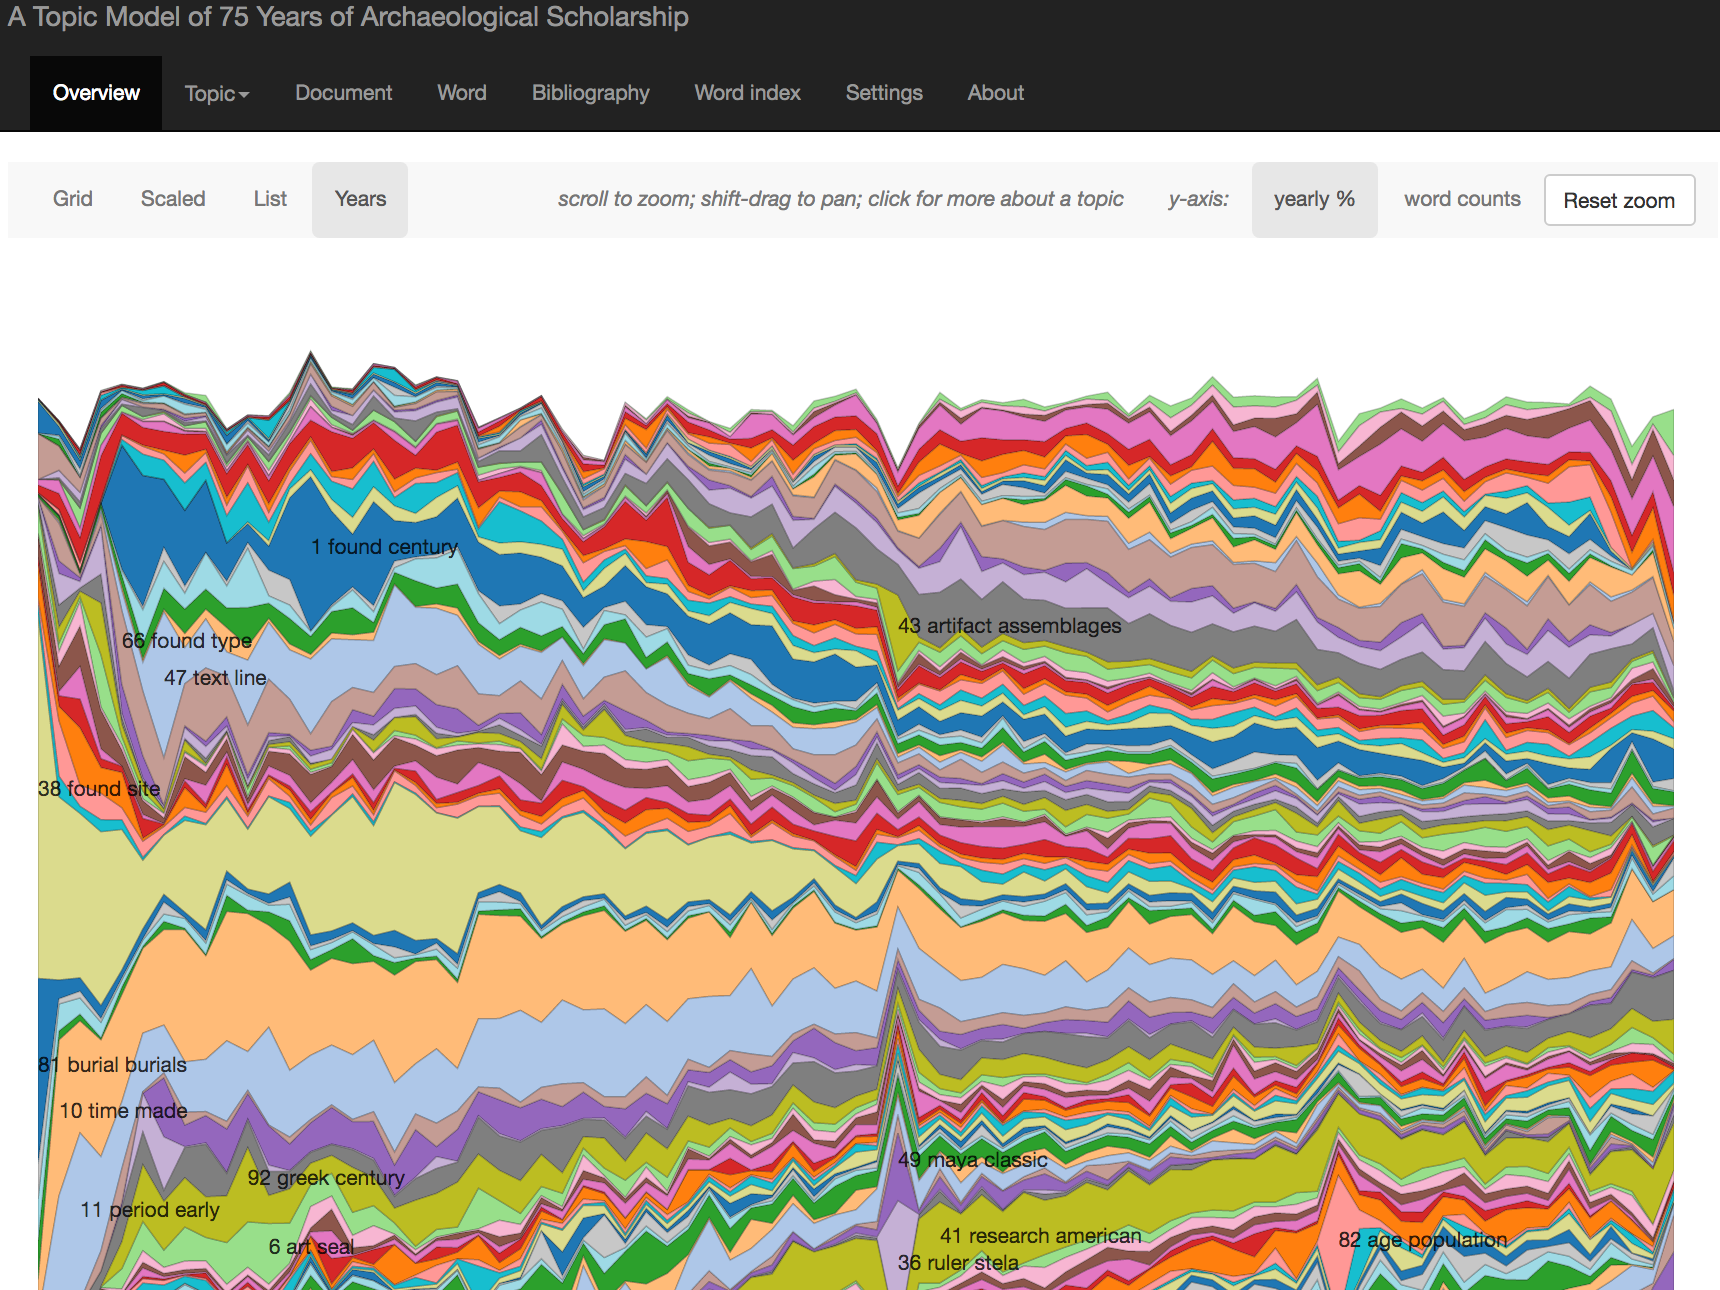 A Topic Model of 75 Years of Archaeological Scholarship
Overview Topic Document Word Bibliography Word index Settings About
Grid Scaled List Years scroll to zoom; shift-drag to pan; click for more about a topic y-axis: yearly % word counts Reset zoom
1 found century
43 artifact assemblages
66 found type
47 text line
38 found site
81 burial burials
10 time made
49 maya classic
92 greek century
11 period early
41 research american
82 age population
6 art seal
36 ruler stela